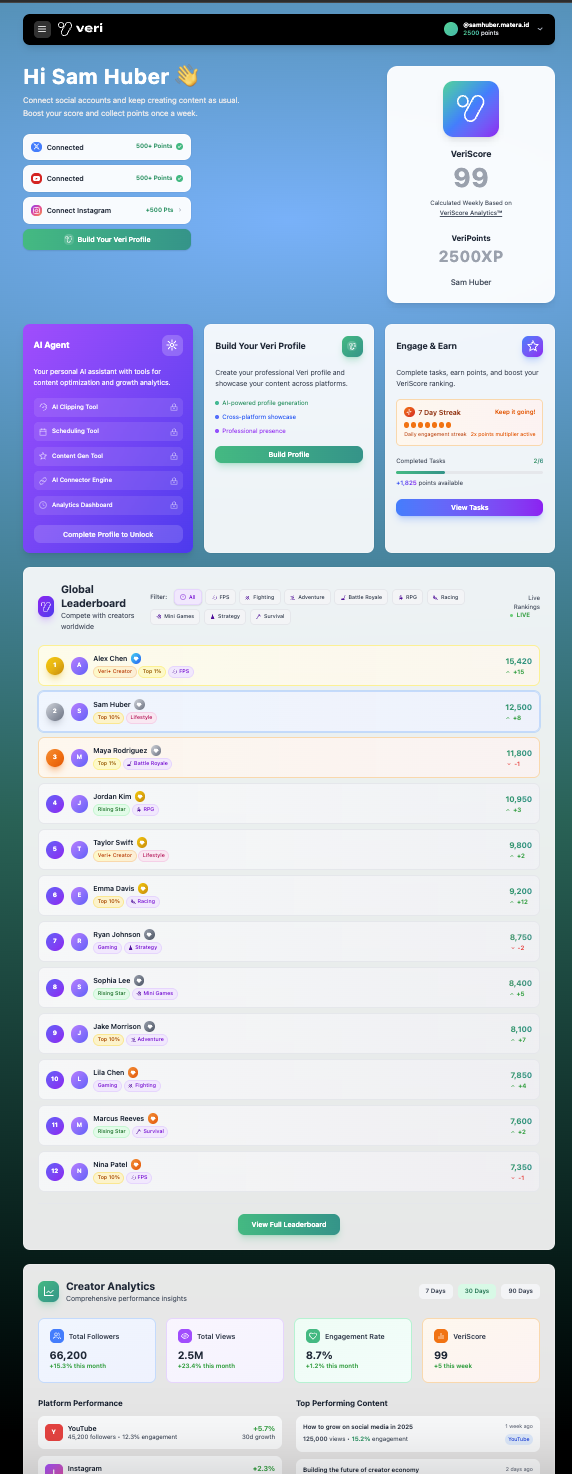 veri
@samhuber.matera.id
2500 points
Hi Sam Huber 👋
Connect social accounts and keep creating content as usual.
Boost your score and collect points once a week.
Connected 500+ Points
Connected 500+ Points
Connect Instagram +500 Pts
Build Your Veri Profile
VeriScore
99
Calculated Weekly Based on
VeriScore Analytics™
VeriPoints
2500XP
Sam Huber
AI Agent
Your personal AI assistant with tools for
content optimization and growth analytics.
AI Clipping Tool
Scheduling Tool
Content Gen Tool
AI Connector Engine
Analytics Dashboard
Complete Profile to Unlock
Build Your Veri Profile
Create your professional Veri profile and
showcase your content across platforms.
AI-powered profile generation
Cross-platform showcase
Professional presence
Build Profile
Engage & Earn
Complete tasks, earn points, and boost your
VeriScore ranking.
7 Day Streak Keep it going!
Daily engagement streak 2x points multiplier active
Completed Tasks 2/6
+1,825 points available
View Tasks
Global
Leaderboard
Compete with creators
worldwide
Filter: All FPS Fighting Adventure Battle Royale RPG Racing
Mini Games Strategy Survival
Live
Rankings
LIVE
1 A Alex Chen 15,420
Veri+ Creator Top 1% FPS +15
2 S Sam Huber 12,500
Top 10% Lifestyle +8
3 M Maya Rodriguez 11,800
Top 1% Battle Royale -1
4 J Jordan Kim 10,950
Rising Star RPG +3
5 T Taylor Swift 9,800
Veri+ Creator Lifestyle +2
6 E Emma Davis 9,200
Top 10% Racing +12
7 R Ryan Johnson 8,750
Gaming Strategy -2
8 S Sophia Lee 8,400
Rising Star Mini Games +5
9 J Jake Morrison 8,100
Top 10% Adventure +7
10 L Lila Chen 7,850
Gaming Fighting +4
11 M Marcus Reeves 7,600
Rising Star Survival +2
12 N Nina Patel 7,350
Top 10% FPS -1
View Full Leaderboard
Creator Analytics
Comprehensive performance insights
7 Days 30 Days 90 Days
Total Followers
66,200
+15.3% this month
Total Views
2.5M
+23.4% this month
Engagement Rate
8.7%
+1.2% this month
VeriScore
99
+5 this week
Platform Performance
Y YouTube +5.7%
45,200 followers • 12.3% engagement 30d growth
Instagram +2.3%
Top Performing Content
How to grow on social media in 2025 1 week ago
125,000 views • 15.2% engagement YouTube
Building the future of creator economy 2 days ago